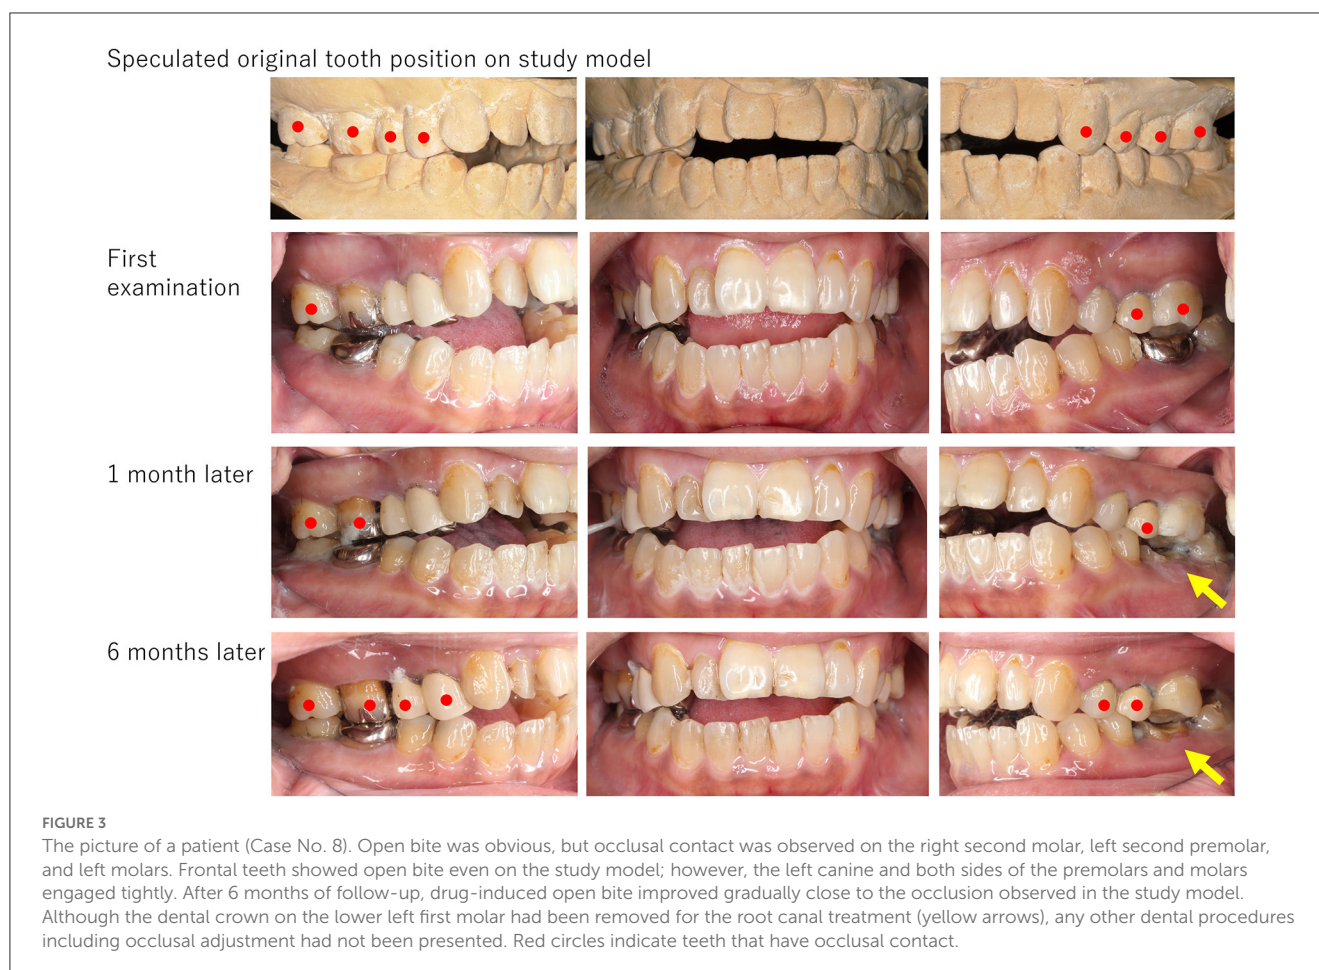 Speculated original tooth position on study model
First
examination
1 month later
6 months later
FIGURE 3
The picture of a patient (Case No. 8). Open bite was obvious, but occlusal contact was observed on the right second molar, left second premolar,
and left molars. Frontal teeth showed open bite even on the study model; however, the left canine and both sides of the premolars and molars
engaged tightly. After 6 months of follow-up, drug-induced open bite improved gradually close to the occlusion observed in the study model.
Although the dental crown on the lower left first molar had been removed for the root canal treatment (yellow arrows), any other dental procedures
including occlusal adjustment had not been presented. Red circles indicate teeth that have occlusal contact.